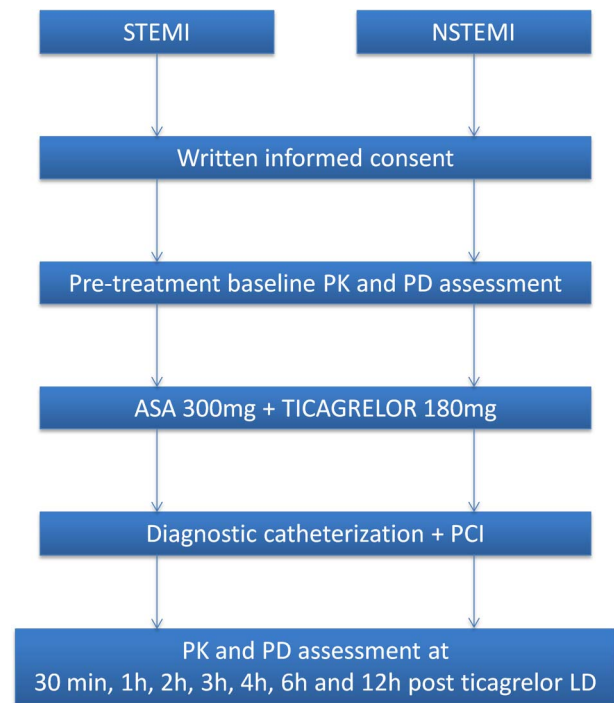 STEMI
NSTEMI
Written informed consent
Pre-treatment baseline PK and PD assessment
ASA 300mg + TICAGRELOR 180mg
Diagnostic catheterization + PCI
PK and PD assessment at
30 min, 1h, 2h, 3h, 4h, 6h and 12h post ticagrelor LD